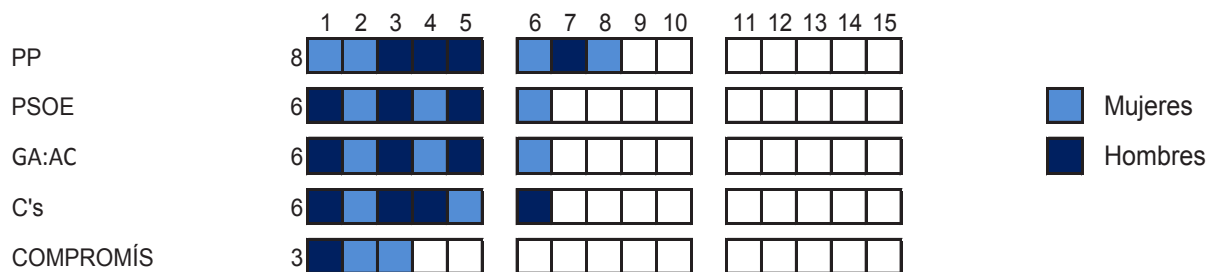 1 2 3 4 5 6 7 8 9 10 11 12 13 14 15
PP 8
PSOE 6
Mujeres
GA:AC 6
Hombres
C's 6
COMPROMÍS 3